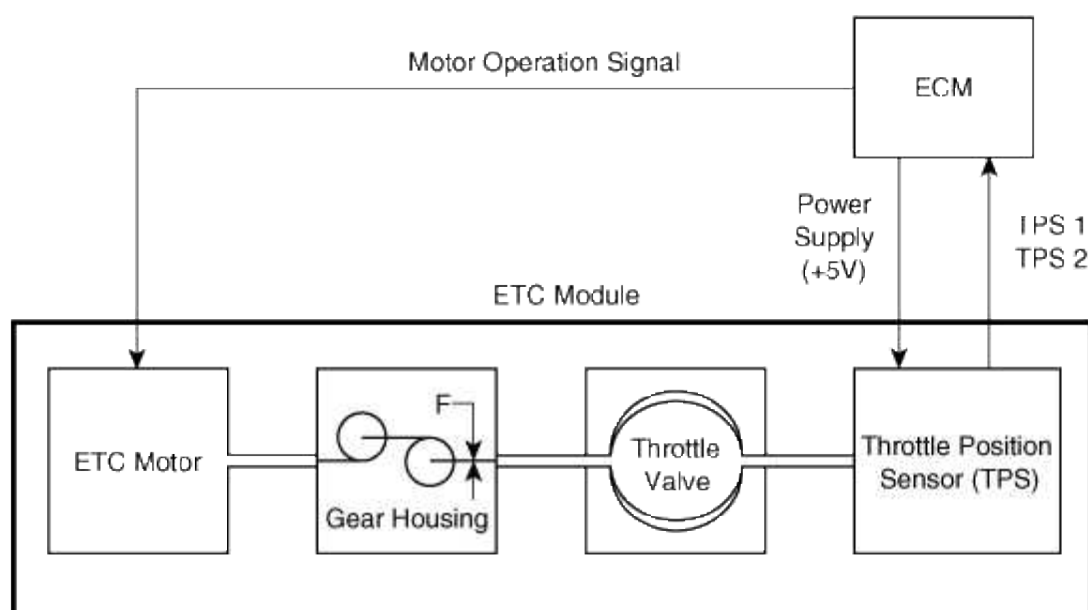 Motor Operation Signal
ECM
Power
Supply
(+5V)
TPS 1
TPS 2
ETC Module
ETC Motor
F
Gear Housing
Throttle
Valve
Throttle Position
Sensor (TPS)